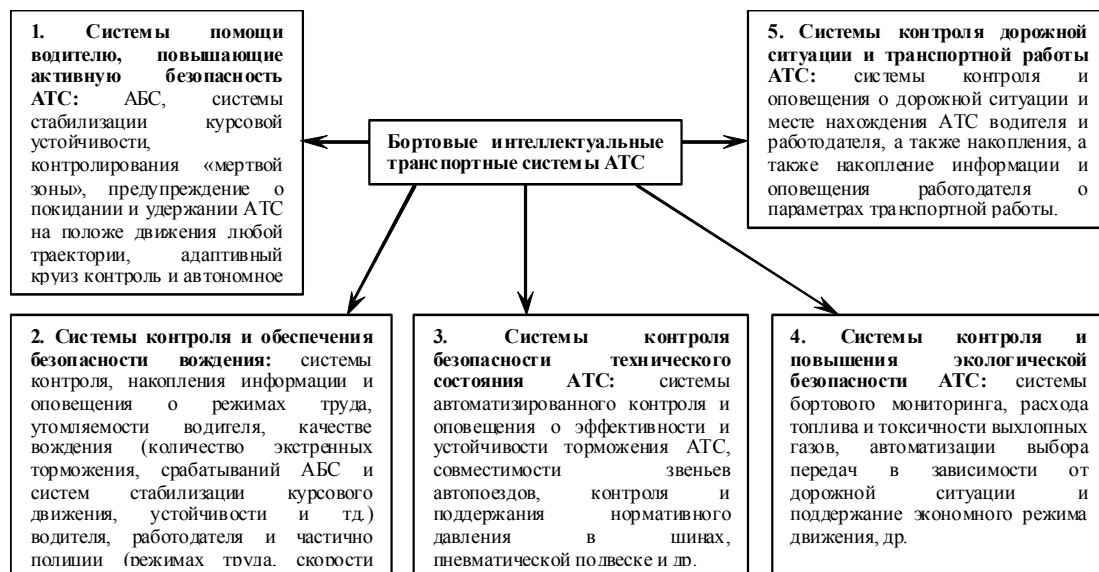 1. Системы помощи
водителю, повышающие
активную безопасность
АТС: АБС, системы
стабилизации курсовой
устойчивости,
контролирования «мертвой
зоны», предупреждение о
покидании и удержании АТС
на положе движения любой
траектории, адаптивный
круиз контроль и автономное
Бортовые интеллектуальные
транспортные системы АТС
5. Системы контроля дорожной
ситуации и транспортной работы
АТС: системы контроля и
оповещения о дорожной ситуации и
месте нахождения АТС водителя и
работодателя, а также накопления, а
также накопление информации и
оповещения работодателя о
параметрах транспортной работы.
2. Системы контроля и обеспечения
безопасности вождения: системы
контроля, накопления информации и
оповещения о режимах труда,
утомляемости водителя, качестве
вождения (количество экстренных
торможения, срабатываний АБС и
систем стабилизации курсового
движения, устойчивости и тд.)
водителя, работодателя и частично
полиции (режимах труда, скорости
3. Системы контроля
безопасности технического
состояния АТС: системы
автоматизированного контроля и
оповещения о эффективности и
устойчивости торможения АТС,
совместимости звеньев
автопоездов, контроля и
поддержания нормативного
давления в шинах,
пневматической подвеске и др.
4. Системы контроля и
повышения экологической
безопасности АТС: системы
бортового мониторинга, расхода
топлива и токсичности выхлопных
газов, автоматизации выбора
передач в зависимости от
дорожной ситуации и
поддержание экономного режима
движения, др.